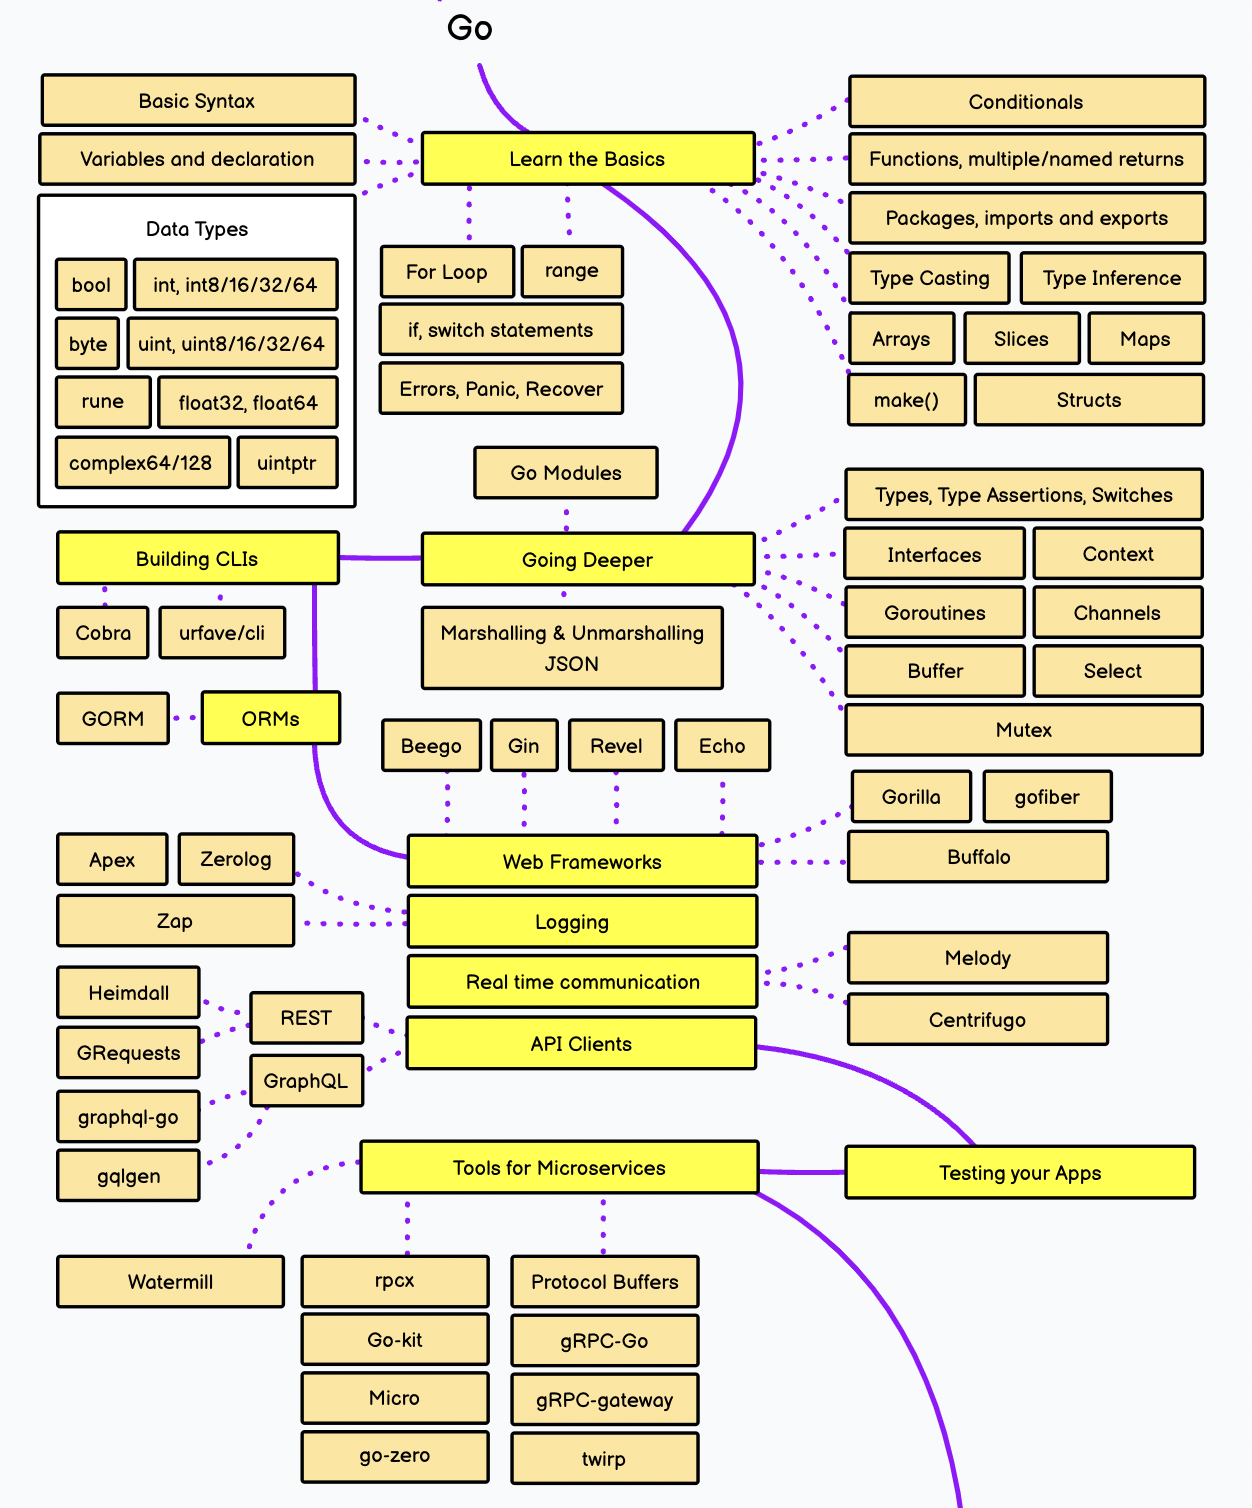 Go
Basic Syntax
Variables and declaration
Data Types
bool
int, int8/16/32/64
byte
uint, uint8/16/32/64
rune
float32, float64
complex64/128
uintptr
Learn the Basics
For Loop
range
if, switch statements
Errors, Panic, Recover
Conditionals
Functions, multiple/named returns
Packages, imports and exports
Type Casting
Type Inference
Arrays
Slices
Maps
make()
Structs
Go Modules
Going Deeper
Marshalling & Unmarshalling
JSON
Types, Type Assertions, Switches
Interfaces
Context
Goroutines
Channels
Buffer
Select
Mutex
Building CLIs
Cobra
urfave/cli
GORM
ORMs
Beego
Gin
Revel
Echo
Gorilla
gofiber
Buffalo
Web Frameworks
Apex
Zerolog
Zap
Logging
Real time communication
Melody
Centrifugo
Heimdall
GRequests
REST
GraphQL
graphql-go
gqlgen
API Clients
Testing your Apps
Tools for Microservices
Watermill
rpcx
Go-kit
Micro
go-zero
Protocol Buffers
gRPC-Go
gRPC-gateway
twirp